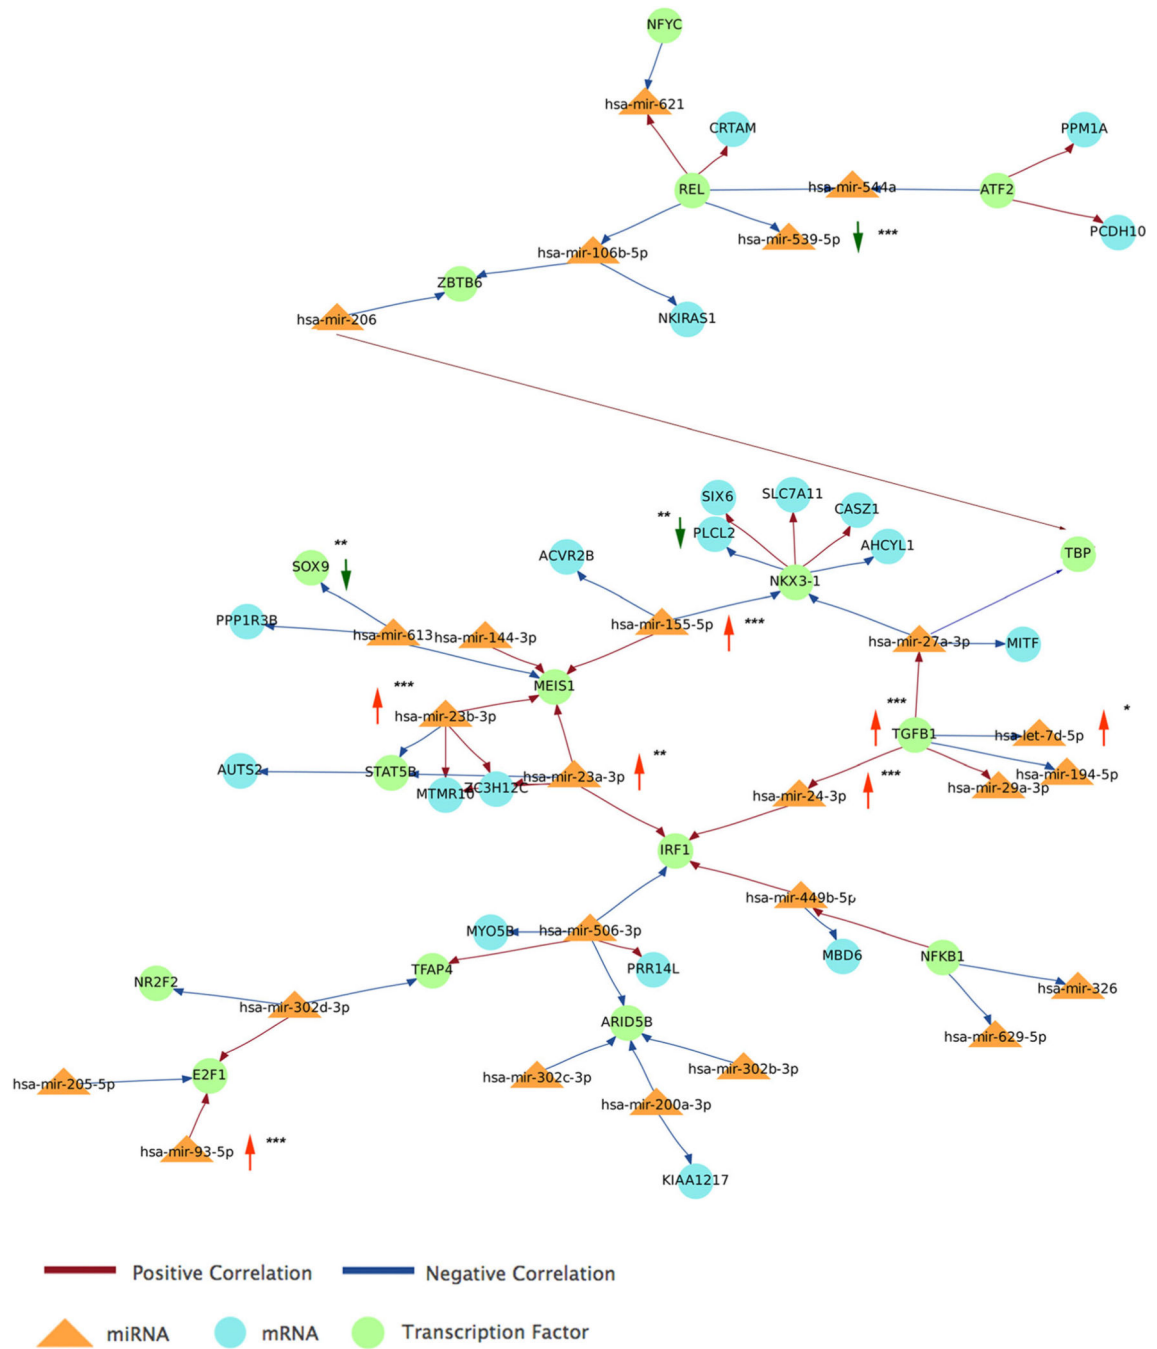 NFYC
hsa-mir-621
CRTAM
PPM1A
REL
hsa-mir-544a
ATF2
PCDH10
hsa-mir-539-5p
***
hsa-mir-106b-5p
ZBTB6
hsa-mir-206
NKIRAS1
SIX6
SLC7A11
CASZ1
**
PLCL2
AHCYL1
**
ACVR2B
TBP
SOX9
NKX3-1
PPP1R3B
hsa-mir-613
hsa-mir-144-3p
hsa-mir-155-5p
***
hsa-mir-27a-3p
MITF
MEIS1
***
hsa-mir-23b-3p
***
TGFB1
hsa-let-7d-5p
*
AUTS2
STAT5B
MTMR10
ZC3H12C
hsa-mir-23a-3p
**
hsa-mir-194-5p
hsa-mir-29a-3p
hsa-mir-24-3p
***
IRF1
hsa-mir-449b-5p
MYO5B
hsa-mir-506-3p
MBD6
NFKB1
TFAP4
PRR14L
NR2F2
hsa-mir-302d-3p
hsa-mir-326
ARID5B
hsa-mir-629-5p
E2F1
hsa-mir-205-5p
hsa-mir-302c-3p
hsa-mir-302b-3p
hsa-mir-200a-3p
hsa-mir-93-5p
***
KIAA1217
Positive Correlation
Negative Correlation
miRNA
mRNA
Transcription Factor